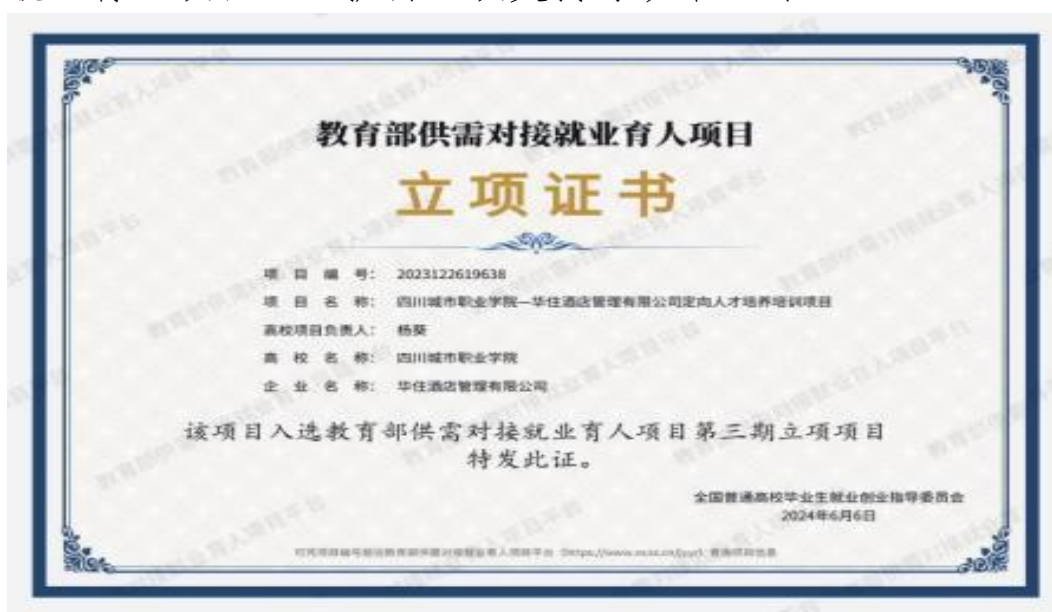 教育部供需对接就业育人项目
立项证书
项目编号： 2023122619638
项目名称： 四川城市职业学院—华住酒店管理有限公司定向人才培养培训项目
高校项目负责人： 杨葵
高校名称： 四川城市职业学院
企业名称： 华住酒店管理有限公司
该项目入选教育部供需对接就业育人项目第三期立项项目
特发此证。
全国普通高校毕业生就业创业指导委员会
2024年6月6日